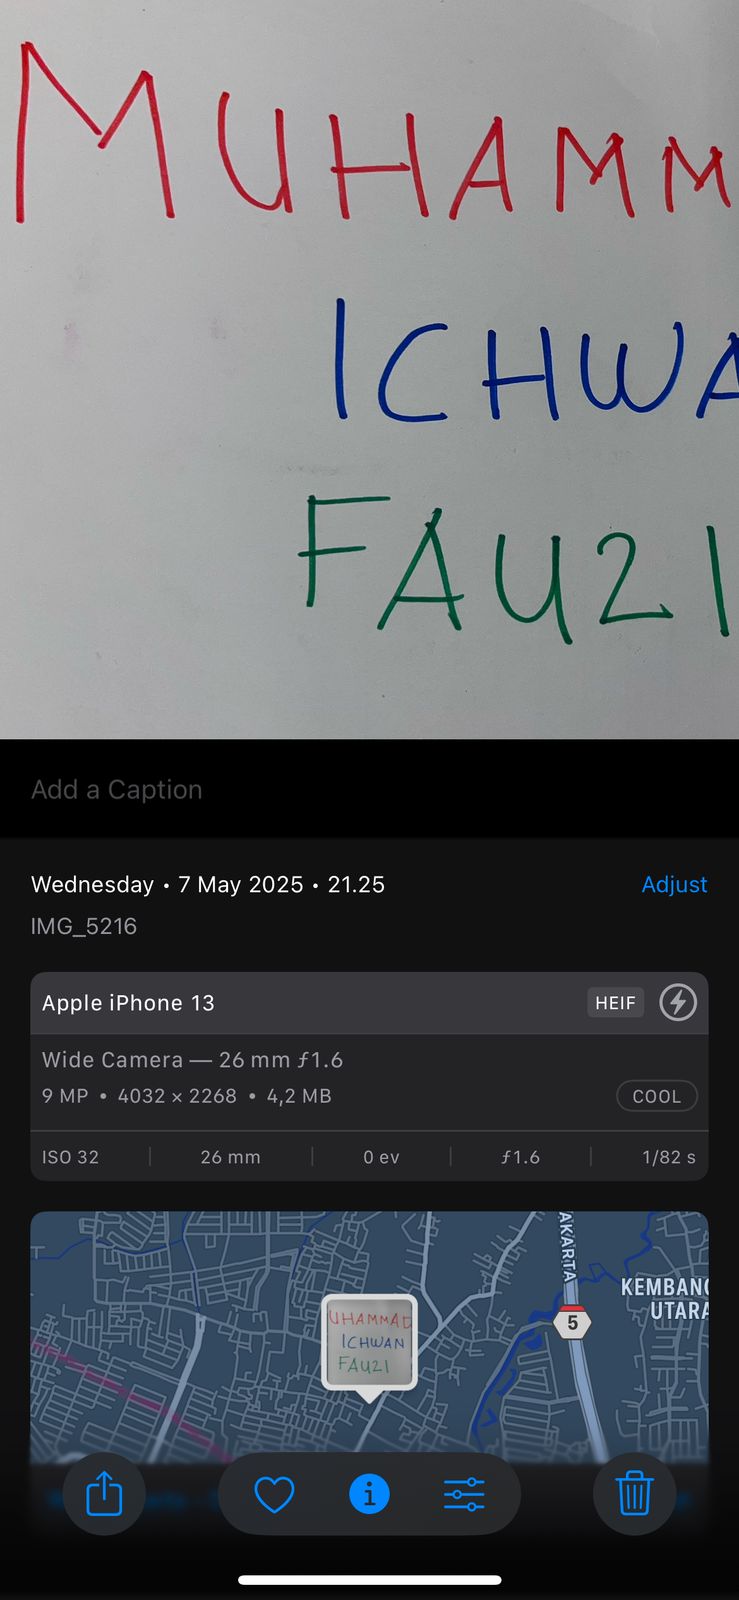 MUHAMM
ICHWA
FAUZI
Add a Caption
Wednesday • 7 May 2025 • 21.25
Adjust
IMG_5216
Apple iPhone 13
HEIF
Wide Camera — 26 mm ƒ1.6
9 MP • 4032 × 2268 • 4,2 MB
COOL
ISO 32
26 mm
0 ev
ƒ1.6
1/82 s
AKARTA
KEMBANG
UTARA
5
UHAMMAD
ICHWAN
FAUZI